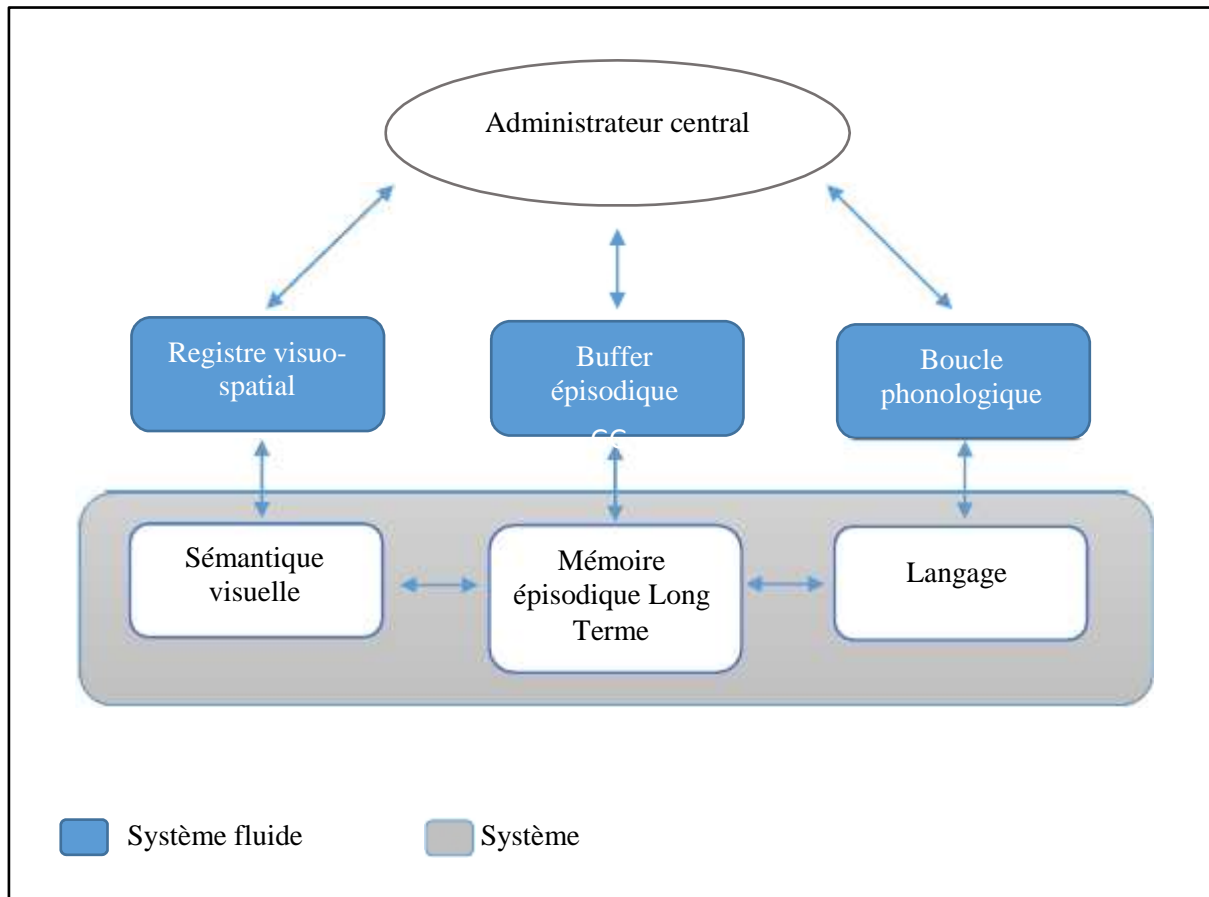 Administrateur central
Registre visuo-
spatial
Buffer
épisodique
Boucle
phonologique
Sémantique
visuelle
Mémoire
épisodique Long
Terme
Langage
Système fluide
Système